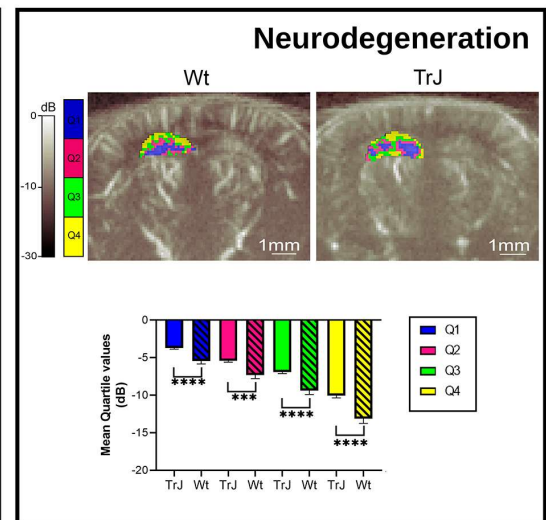 Neurodegeneration
Wt
TrJ
dB
0
-10
-30
Q1
Q2
Q3
Q4
1mm
1mm
Mean Quartile values
(dB)
0
-5
-10
-15
-20
****
***
****
****
TrJ Wt TrJ Wt TrJ Wt TrJ Wt
Q1
Q2
Q3
Q4